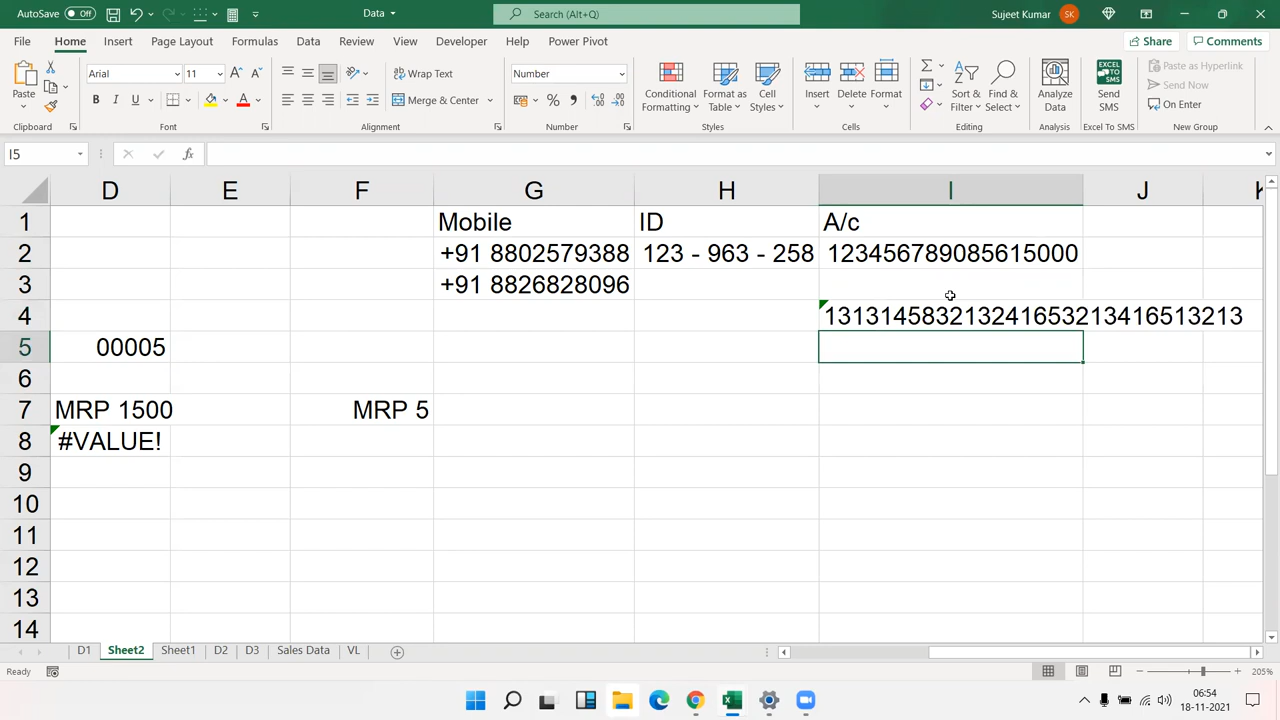 AutoSave Off Data Search (Alt+Q) Sujeet Kumar SK
File Home Insert Page Layout Formulas Data Review View Developer Help Power Pivot Share Comments
Paste Arial 11 Wrap Text Number Conditional Formatting Format as Table Cell Styles Insert Delete Format Sort & Filter Find & Select Analyze Data Send SMS Paste as Hyperlink
B I U Merge & Center Send Now
On Enter
Clipboard Font Alignment Number Styles Cells Editing Analysis Excel To SMS New Group
I5 fx
D E F G H I J K
1 Mobile ID A/c
2 +91 8802579388 123 - 963 - 258 123456789085615000
3 +91 8826828096
4 131314583213241653213416513213
5 00005
6
7 MRP 1500 MRP 5
8 #VALUE!
9
10
11
12
13
14
D1 Sheet2 Sheet1 D2 D3 Sales Data VL
Ready 205%
06:54
18-11-2021